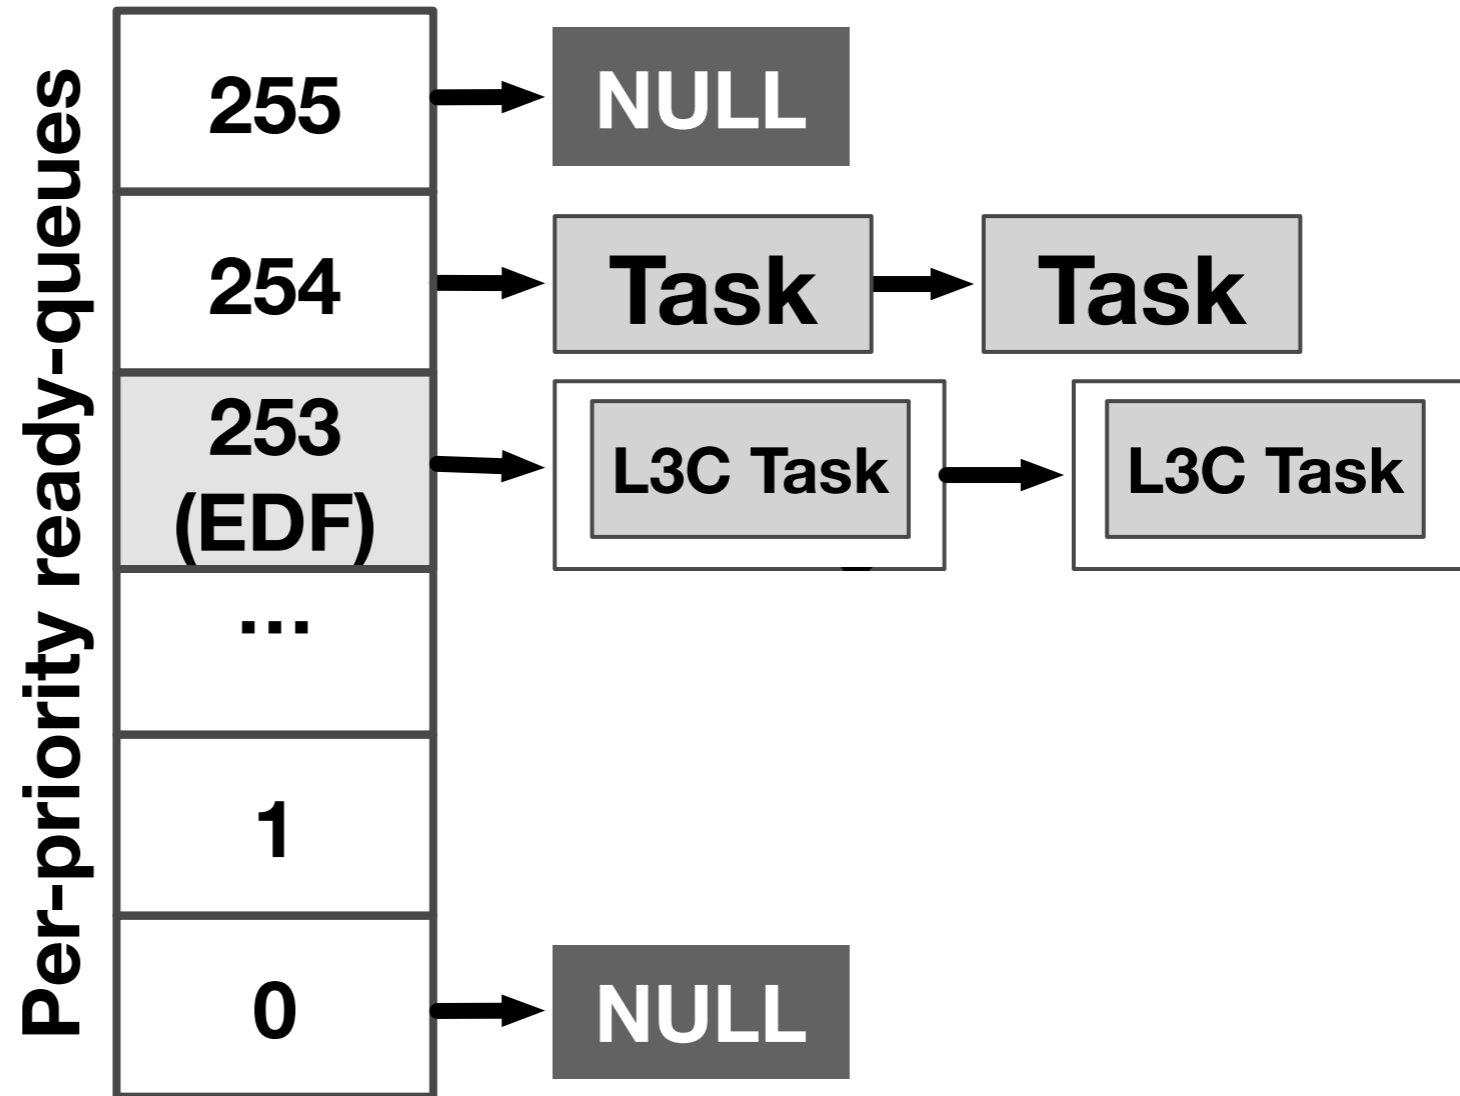 Per-priority ready-queues
255
NULL
254
Task
Task
253
(EDF)
L3C Task
L3C Task
...
1
0
NULL